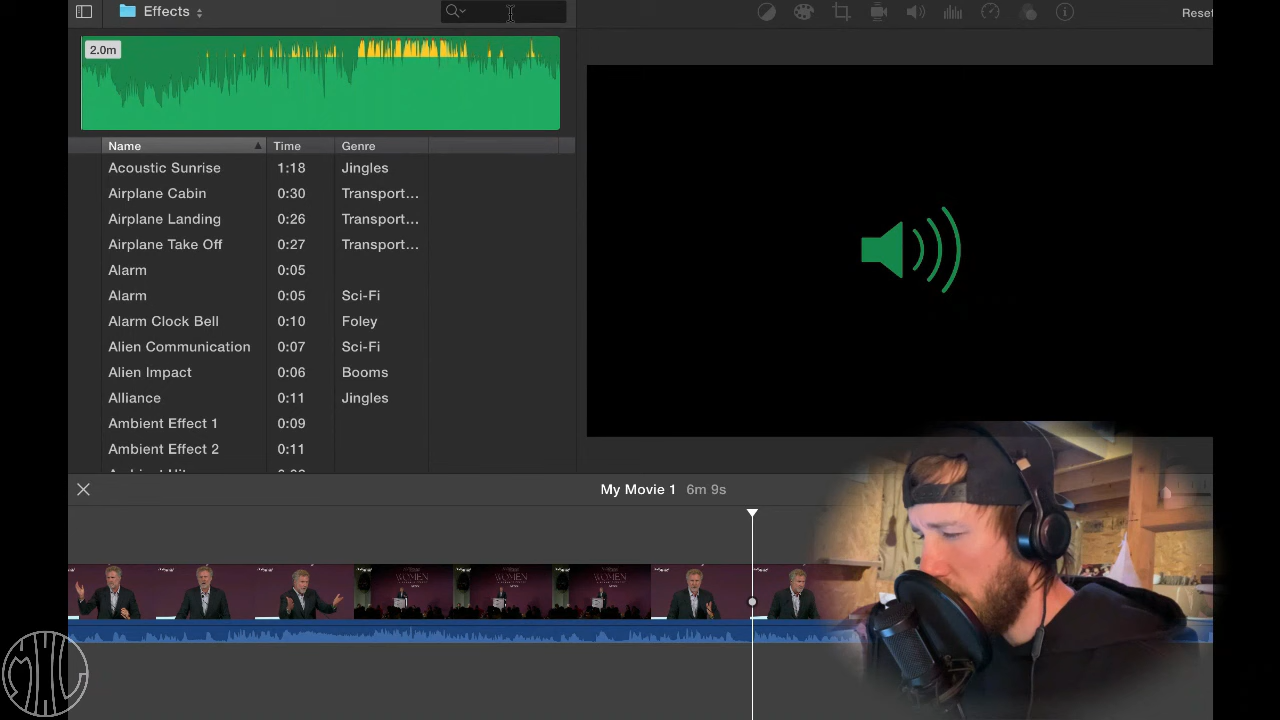 Effects
Reset
2.0m
Name Time Genre
Acoustic Sunrise 1:18 Jingles
Airplane Cabin 0:30 Transport...
Airplane Landing 0:26 Transport...
Airplane Take Off 0:27 Transport...
Alarm 0:05
Alarm 0:05 Sci-Fi
Alarm Clock Bell 0:10 Foley
Alien Communication 0:07 Sci-Fi
Alien Impact 0:06 Booms
Alliance 0:11 Jingles
Ambient Effect 1 0:09
Ambient Effect 2 0:11
My Movie 1 6m 9s
WOMEN
WOMEN
WOMEN